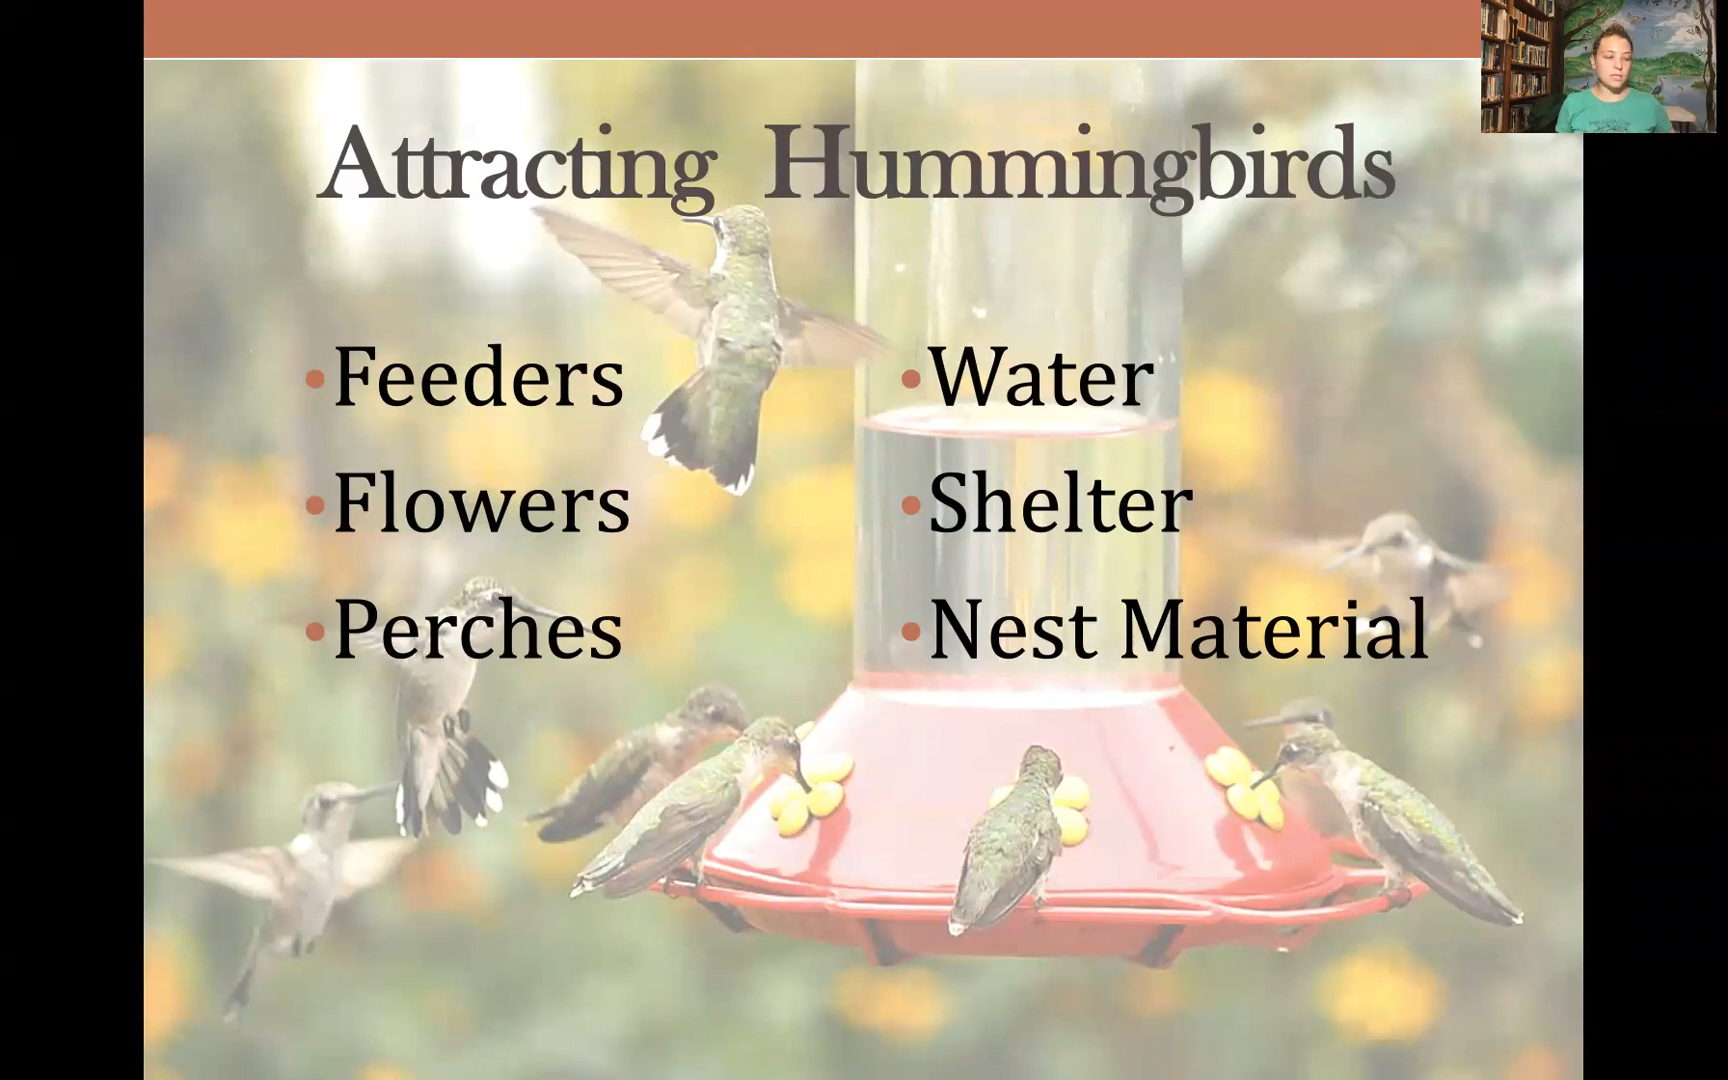 Attracting Hummingbirds
Feeders
Flowers
Perches
Water
Shelter
Nest Material